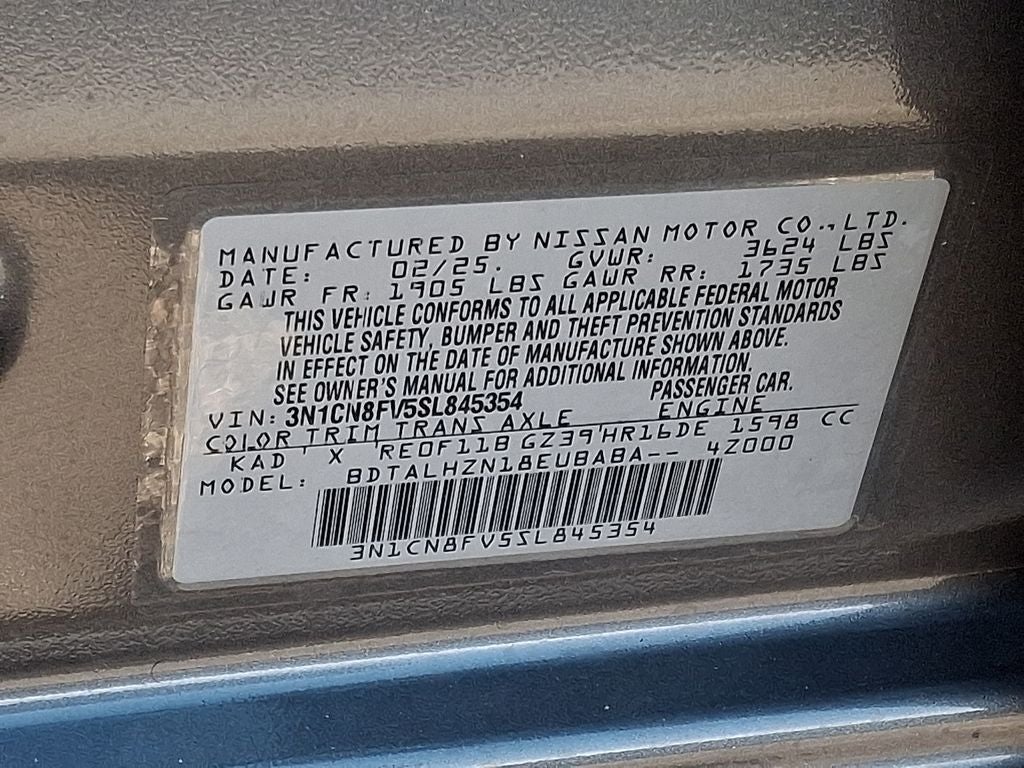 MANUFACTURED BY NISSAN MOTOR CO.,LTD.
DATE: 02/25. GVWR: 3624 LBS
GAWR FR: 1905 LBS GAWR RR: 1735 LBS
THIS VEHICLE CONFORMS TO ALL APPLICABLE FEDERAL MOTOR
VEHICLE SAFETY, BUMPER AND THEFT PREVENTION STANDARDS
IN EFFECT ON THE DATE OF MANUFACTURE SHOWN ABOVE.
SEE OWNER'S MANUAL FOR ADDITIONAL INFORMATION.
VIN: 3N1CN8FV5SL845354 PASSENGER CAR.
COLOR TRIM TRANS AXLE ENGINE
KAD X RE0F11B GZ39 HR16DE 1598 CC
MODEL: BDTALHZN18EUBABA-- 4Z000
3N1CN8FV5SL845354